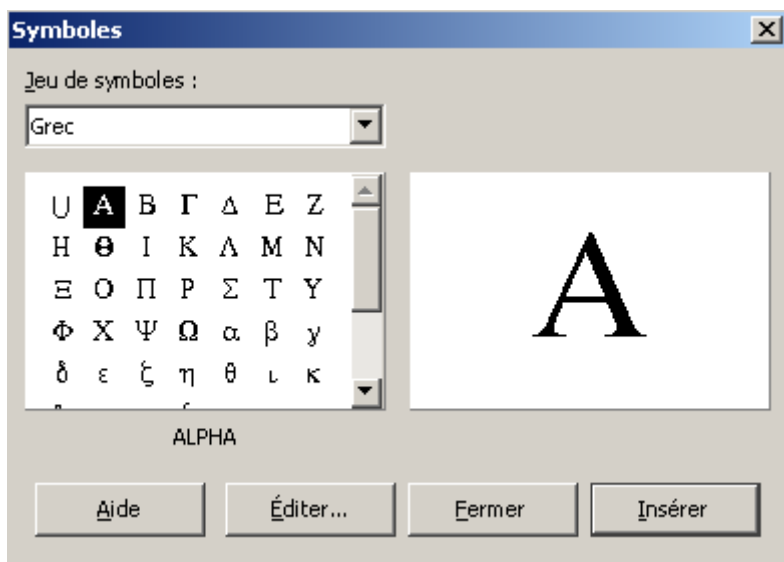 Symboles
Jeu de symboles :
Grec
U Α Β Γ Δ Ε Ζ
Η Θ Ι Κ Λ Μ Ν
Ξ Ο Π Ρ Σ Τ Υ
Φ Χ Ψ Ω α β γ
δ ε ζ η θ ι κ
Α
ALPHA
Aide
Éditer...
Fermer
Insérer